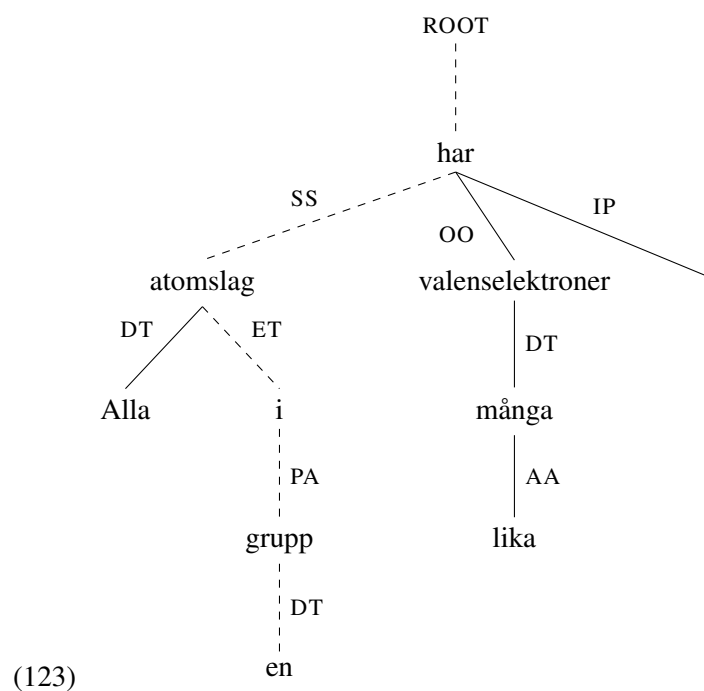 ROOT
har
SS
OO
IP
atomslag
valenselektroner
DT
ET
DT
Alla
i
många
PA
AA
grupp
lika
DT
(123)
en